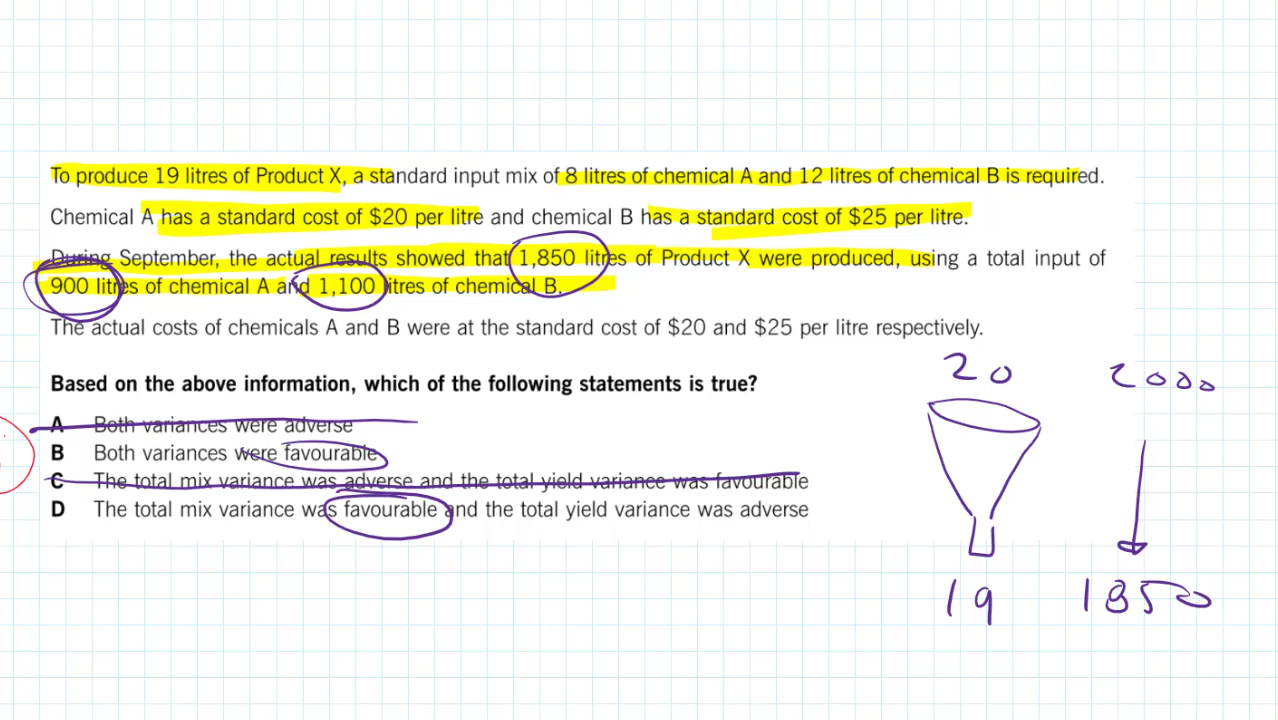 To produce 19 litres of Product X, a standard input mix of 8 litres of chemical A and 12 litres of chemical B is required.
Chemical A has a standard cost of $20 per litre and chemical B has a standard cost of $25 per litre.
During September, the actual results showed that 1,850 litres of Product X were produced, using a total input of
900 litres of chemical A and 1,100 litres of chemical B.
The actual costs of chemicals A and B were at the standard cost of $20 and $25 per litre respectively.
Based on the above information, which of the following statements is true?
A Both variances were adverse
B Both variances were favourable
C The total mix variance was adverse and the total yield variance was favourable
D The total mix variance was favourable and the total yield variance was adverse
20 2000
19 1850